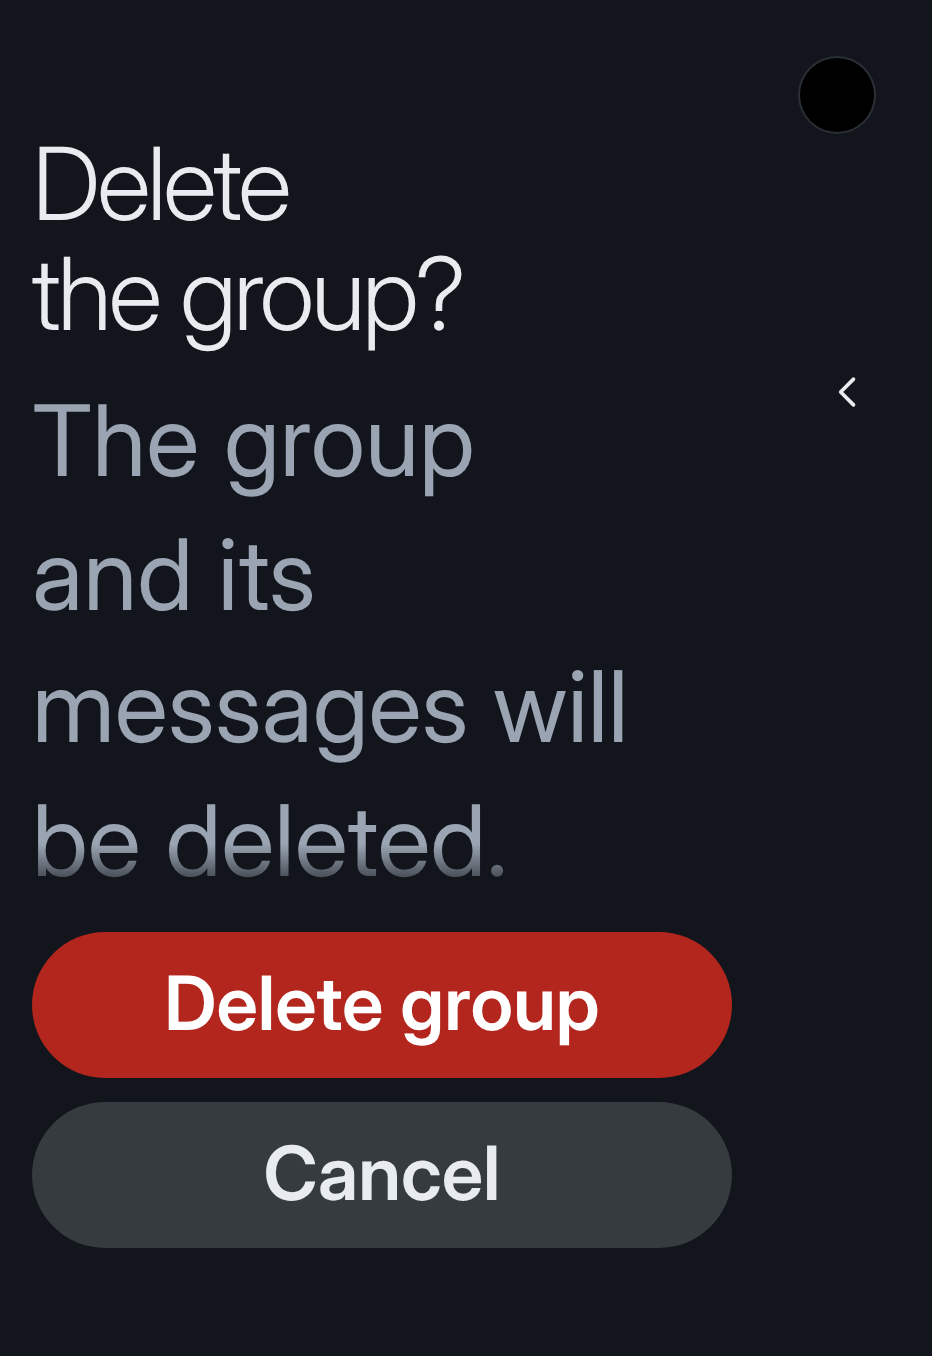 Delete
the group?
The group
and its
messages will
be deleted.
Delete group
Cancel